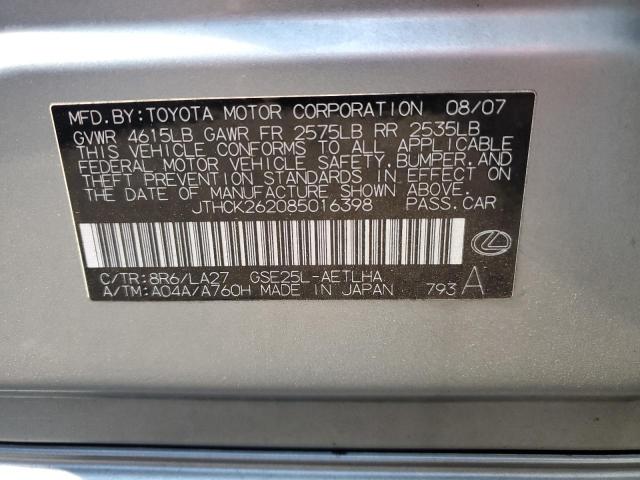 MFD. BY: TOYOTA MOTOR CORPORATION 08/07
GVWR 4615LB GAWR FR 2575LB RR 2535LB
THIS VEHICLE CONFORMS TO ALL APPLICABLE
FEDERAL MOTOR VEHICLE SAFETY, BUMPER, AND
THEFT PREVENTION STANDARDS IN EFFECT ON
THE DATE OF MANUFACTURE SHOWN ABOVE.
JTHCK262085016398 PASS. CAR
C/TR: 8R6/LA27 GSE25L-AETLHA
A/TM: A04A/A760H MADE IN JAPAN 793 A